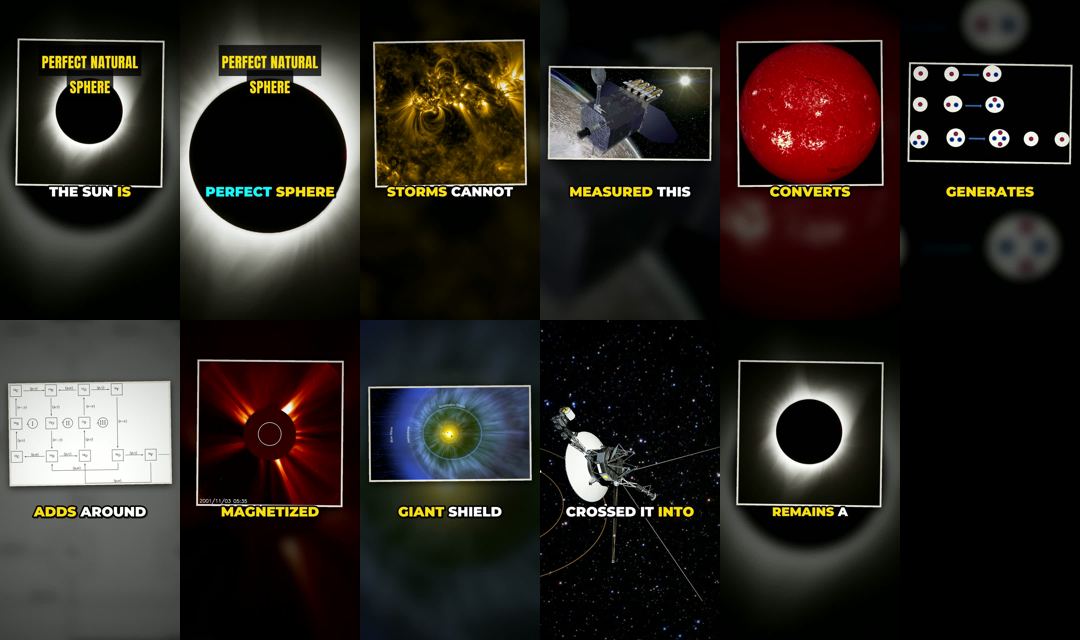 PERFECT NATURAL
SPHERE
THE SUN IS
PERFECT NATURAL
SPHERE
PERFECT SPHERE
STORMS CANNOT
MEASURED THIS
CONVERTS
GENERATES
ADDS AROUND
2001/11/03 05:35
MAGNETIZED
GIANT SHIELD
CROSSED IT INTO
REMAINS A